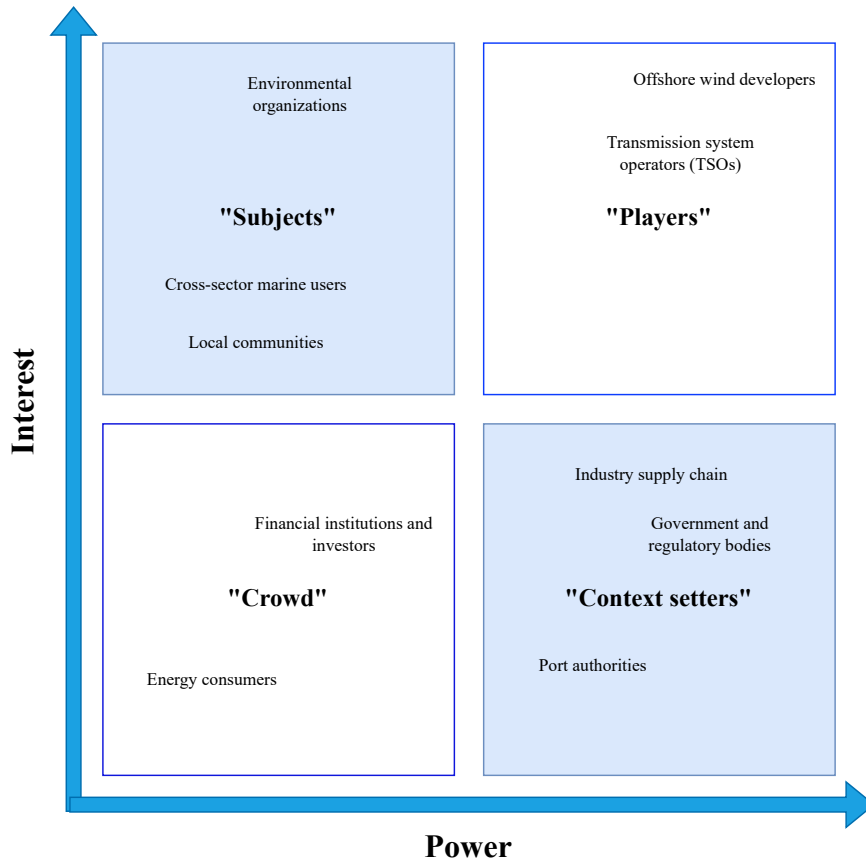 Environmental
organizations
"Subjects"
Cross-sector marine users
Local communities
Offshore wind developers
Transmission system
operators (TSOs)
"Players"
Interest
Financial institutions and
investors
"Crowd"
Energy consumers
Industry supply chain
Government and
regulatory bodies
"Context setters"
Port authorities
Power